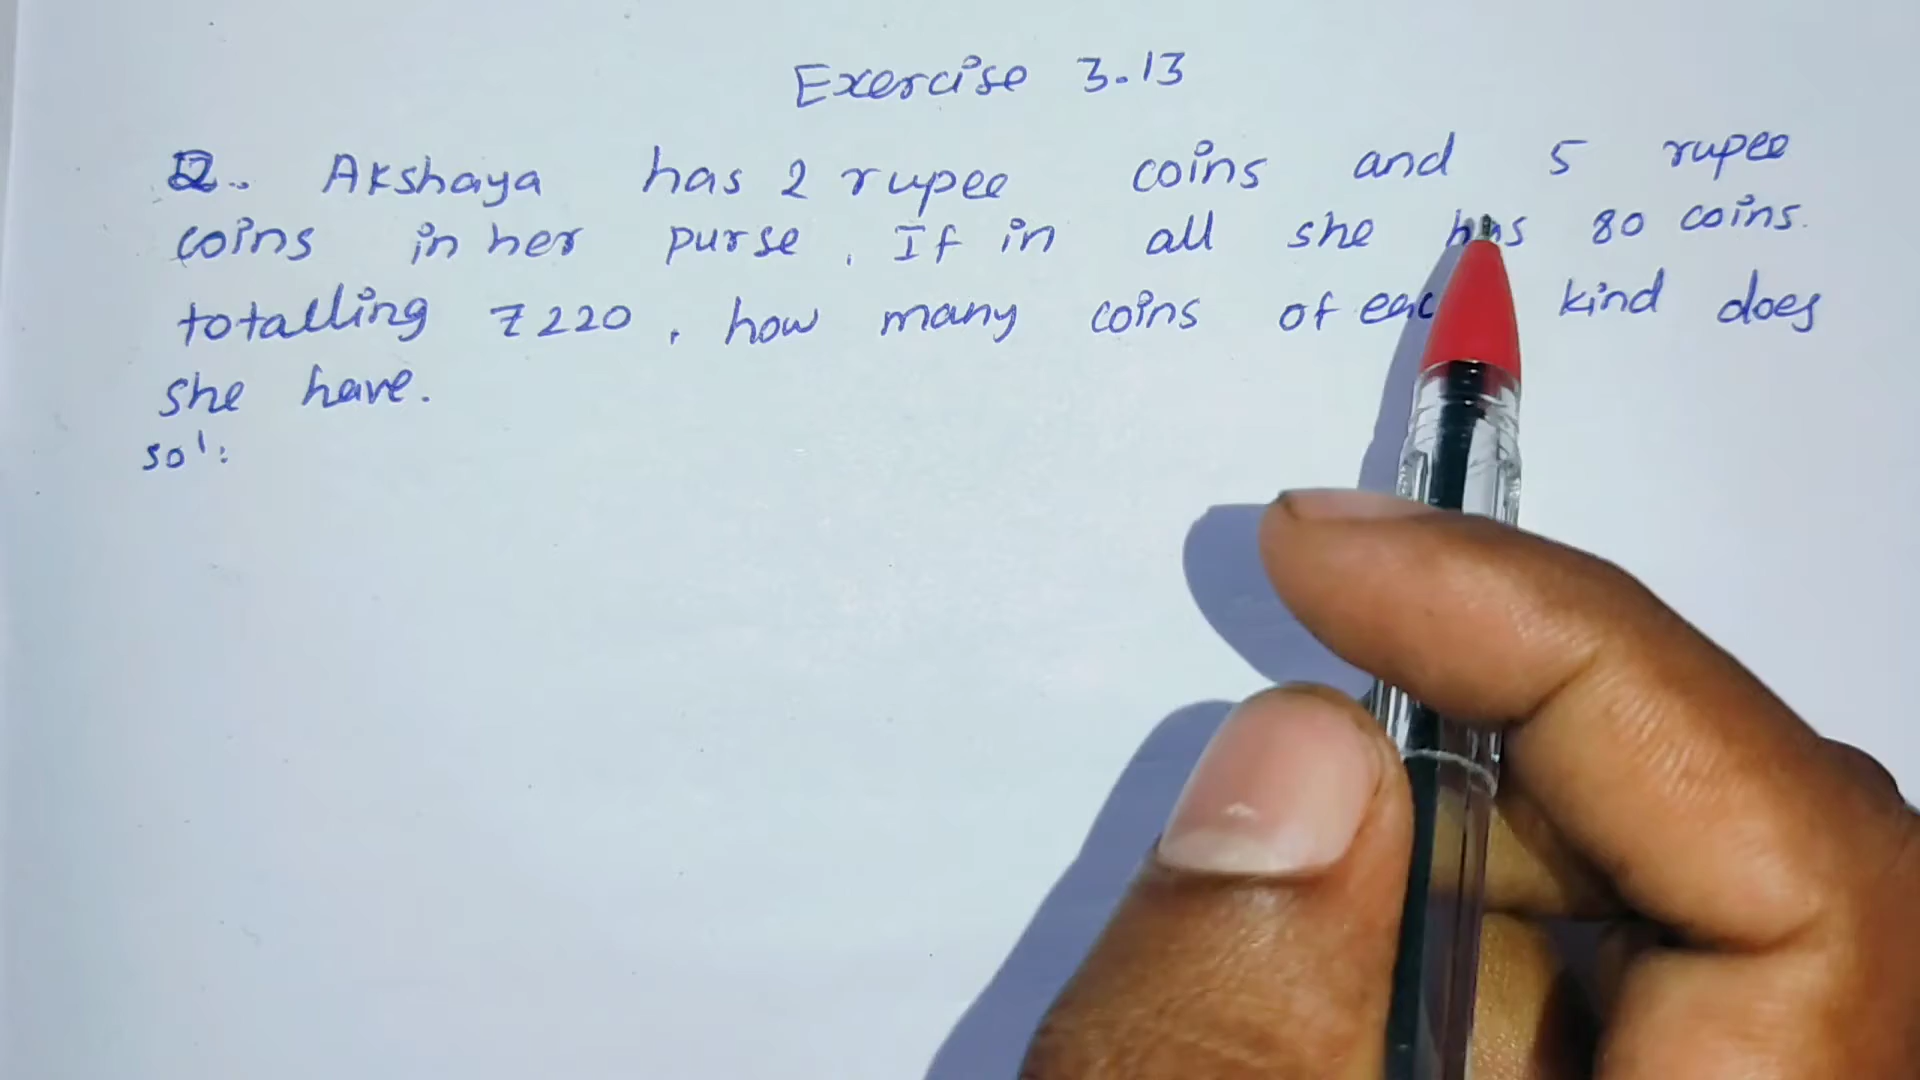 Exercise 3.13
2. Akshaya has 2 rupee coins and 5 rupee
coins in her purse. If in all she has 80 coins.
totalling ₹220, how many coins of each kind does
she have.
Sol: